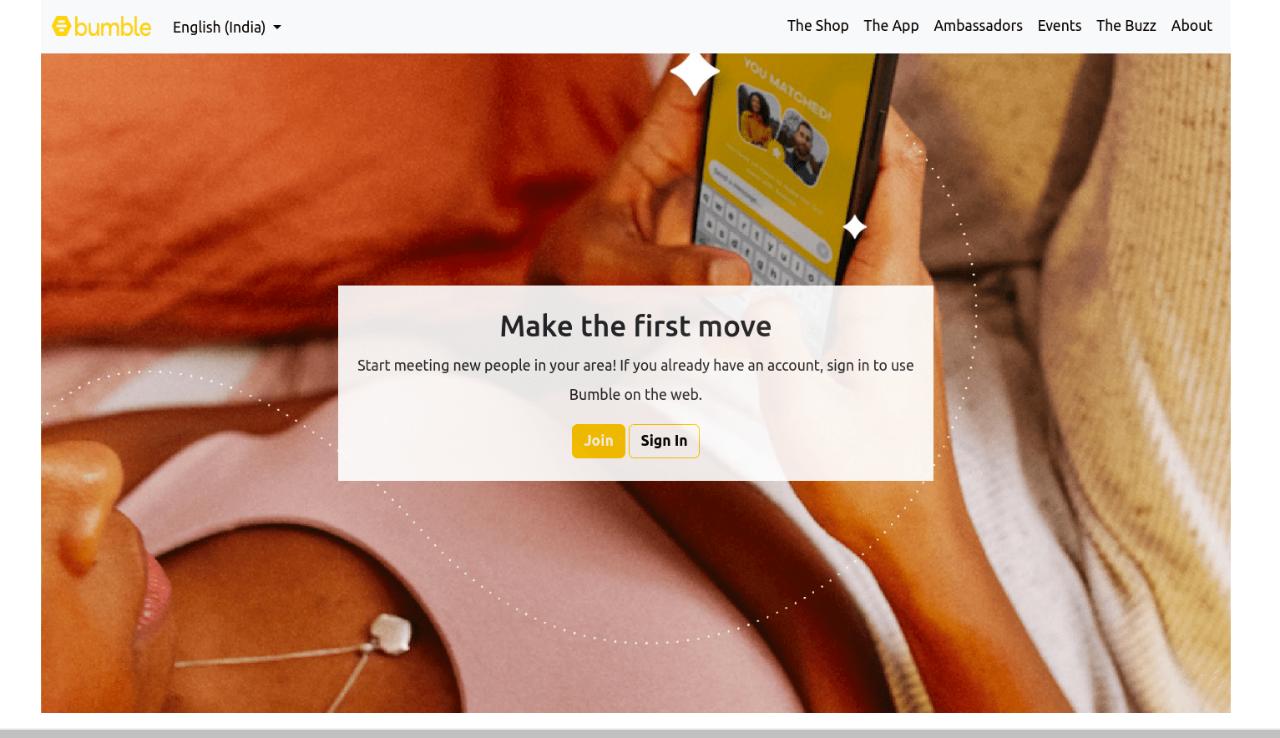 bumble
English (India)
The Shop
The App
Ambassadors
Events
The Buzz
About
YOU MATCHED!
Send a message...
q w e r t y u i o
a s d f g h
Make the first move
Start meeting new people in your area! If you already have an account, sign in to use
Bumble on the web.
Join
Sign In